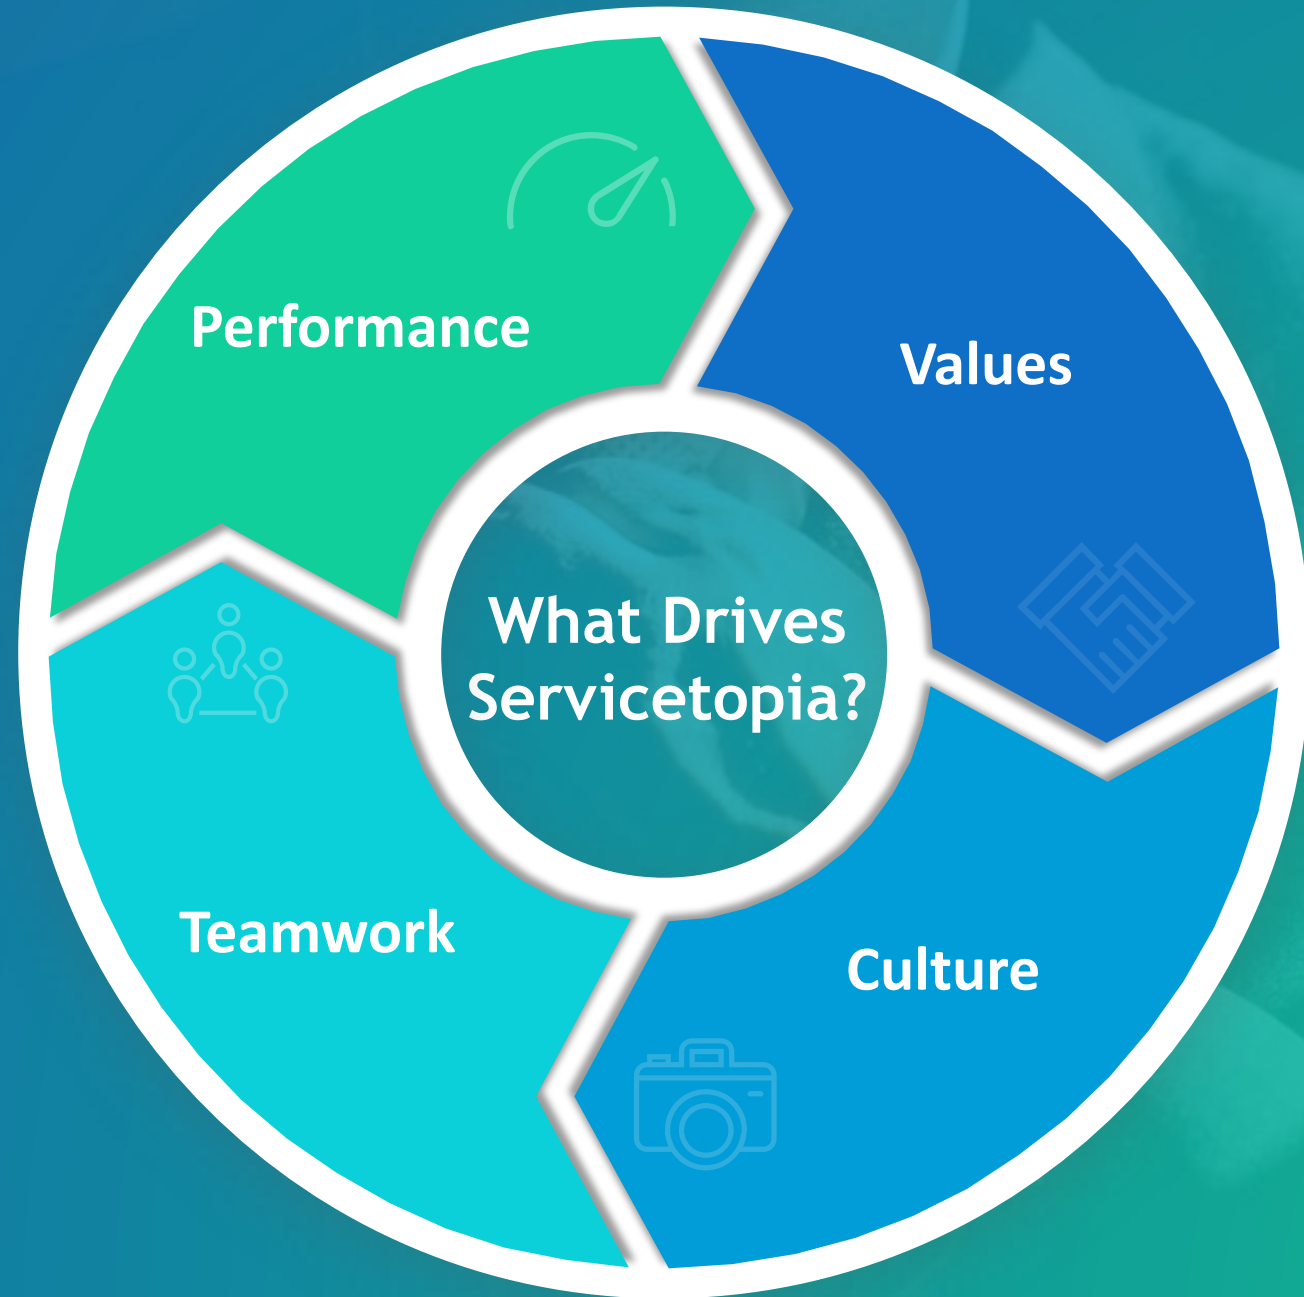 Performance
Values
What Drives
Servicetopia?
Teamwork
Culture